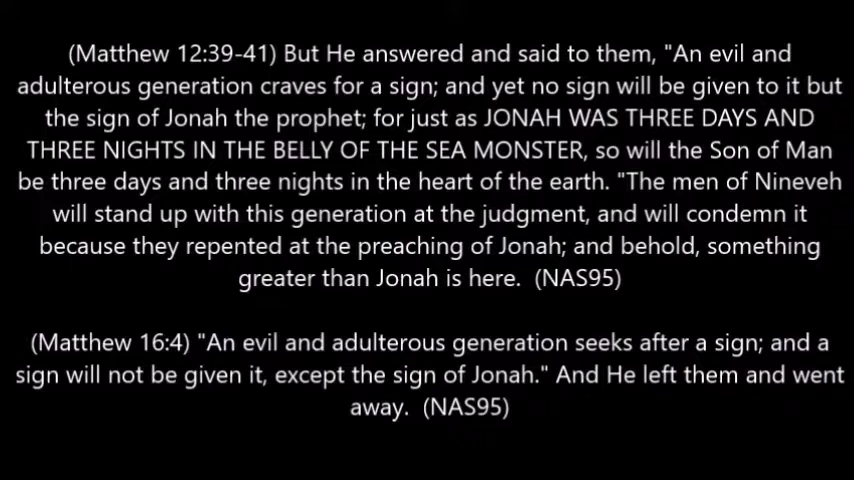 (Matthew 12:39-41) But He answered and said to them, "An evil and
adulterous generation craves for a sign; and yet no sign will be given to it but
the sign of Jonah the prophet; for just as JONAH WAS THREE DAYS AND
THREE NIGHTS IN THE BELLY OF THE SEA MONSTER, so will the Son of Man
be three days and three nights in the heart of the earth. "The men of Nineveh
will stand up with this generation at the judgment, and will condemn it
because they repented at the preaching of Jonah; and behold, something
greater than Jonah is here. (NAS95)
(Matthew 16:4) "An evil and adulterous generation seeks after a sign; and a
sign will not be given it, except the sign of Jonah." And He left them and went
away. (NAS95)